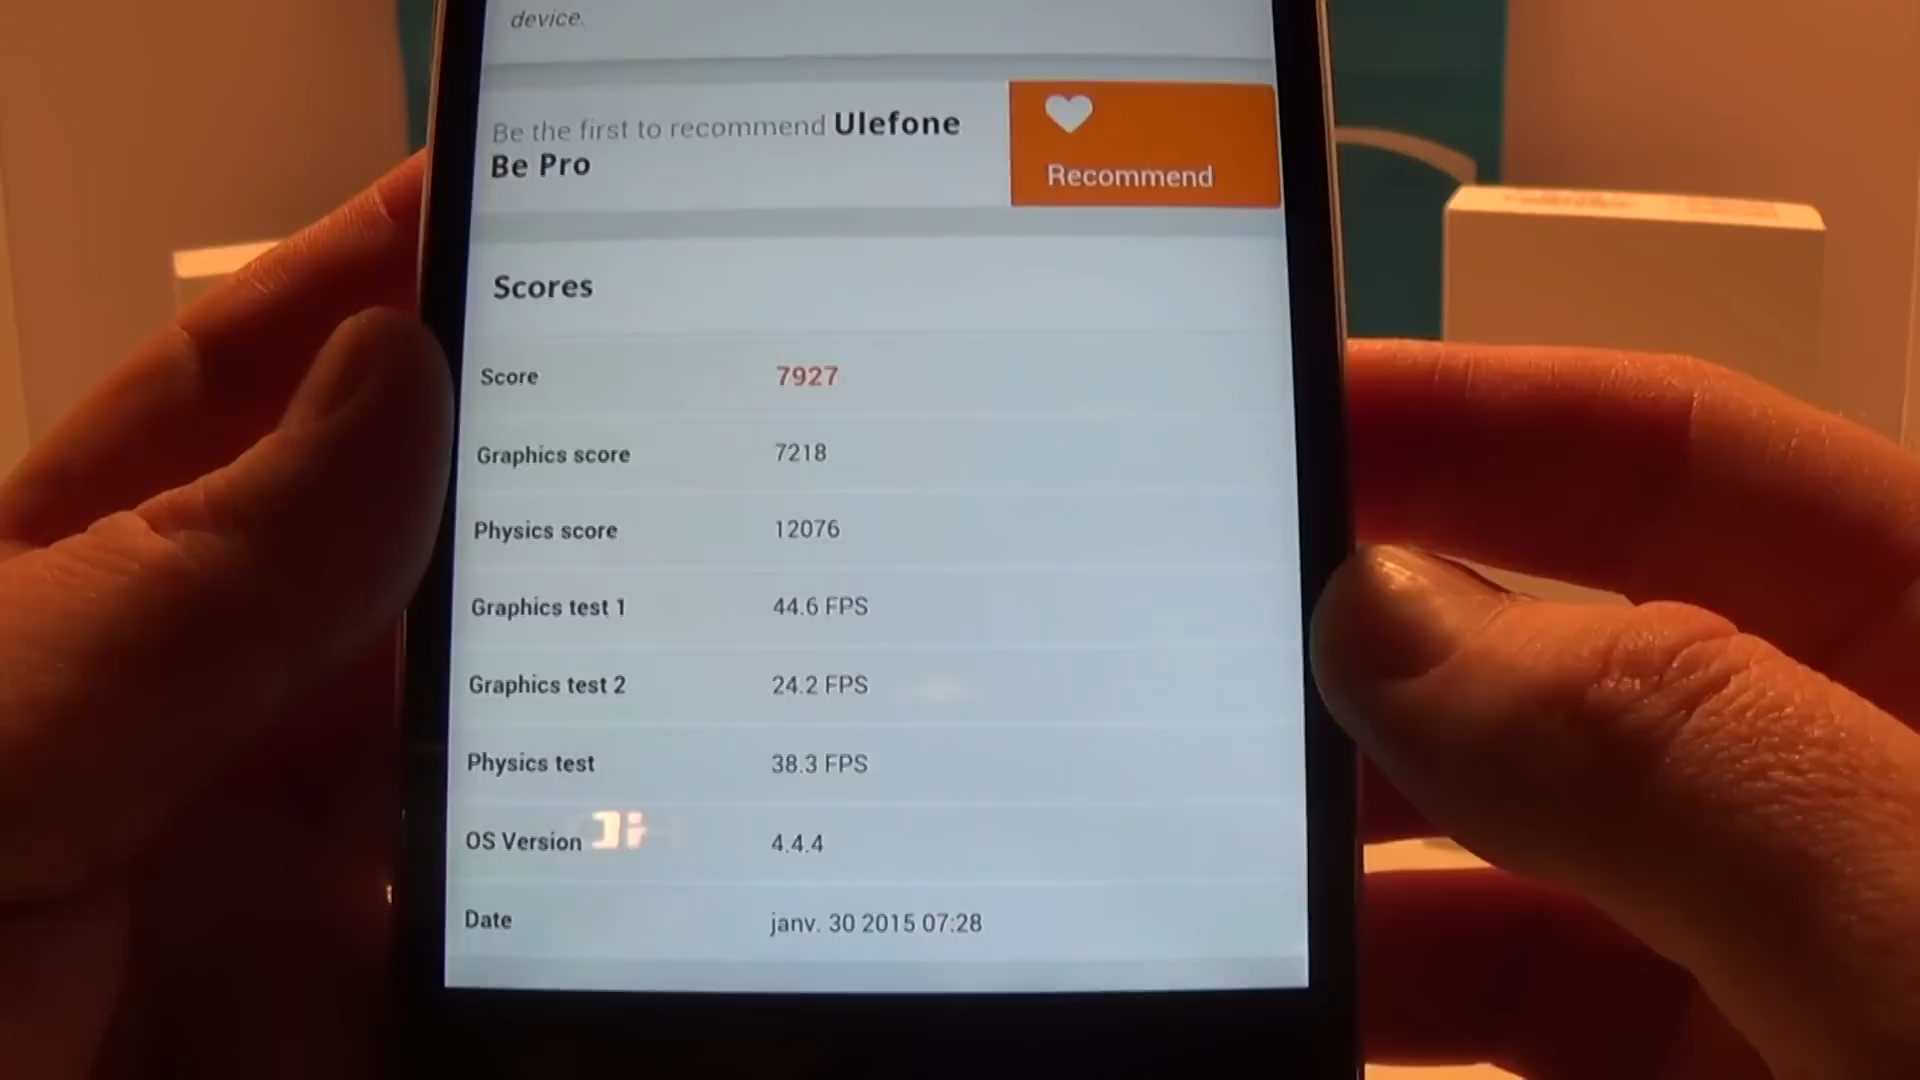 device.
Be the first to recommend Ulefone
Be Pro
Recommend
Scores
Score 7927
Graphics score 7218
Physics score 12076
Graphics test 1 44.6 FPS
Graphics test 2 24.2 FPS
Physics test 38.3 FPS
OS Version 4.4.4
Date janv. 30 2015 07:28